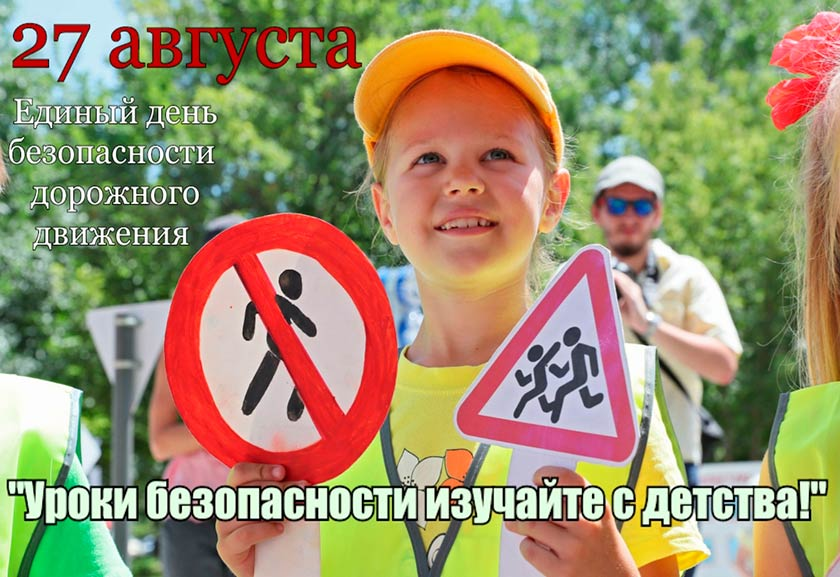 27 августа
Единый день
безопасности
дорожного
движения
"Уроки безопасности изучайте с детства!"